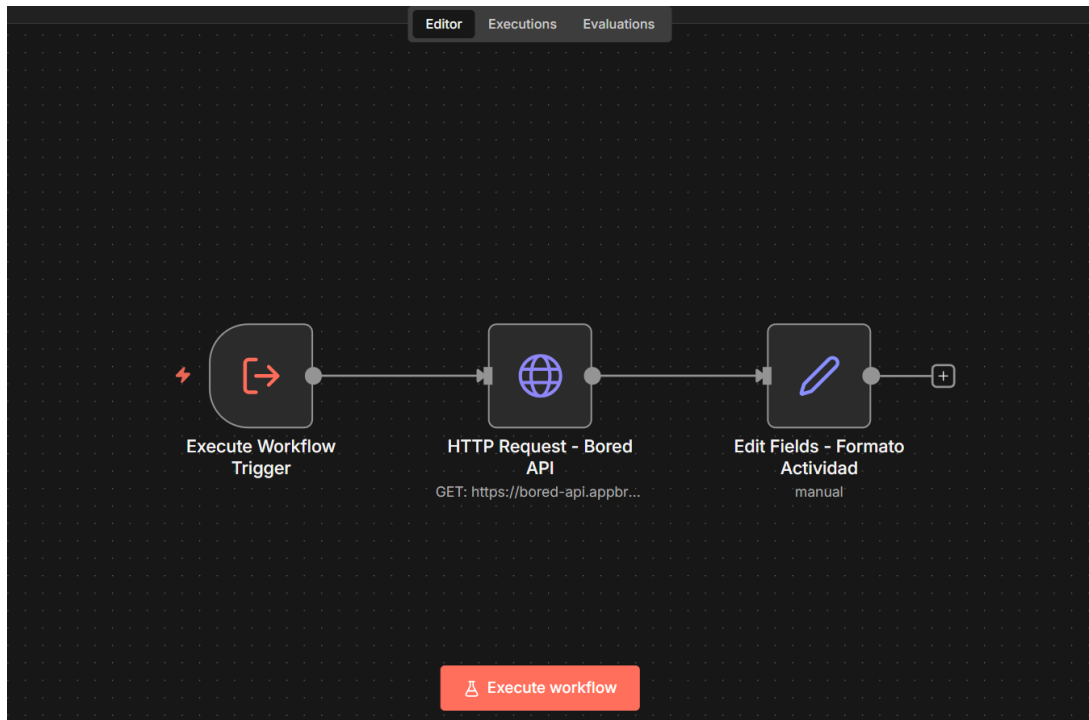 Editor Executions Evaluations
Execute Workflow
Trigger
HTTP Request - Bored
API
GET: https://bored-api.appbr...
Edit Fields - Formato
Actividad
manual
Execute workflow